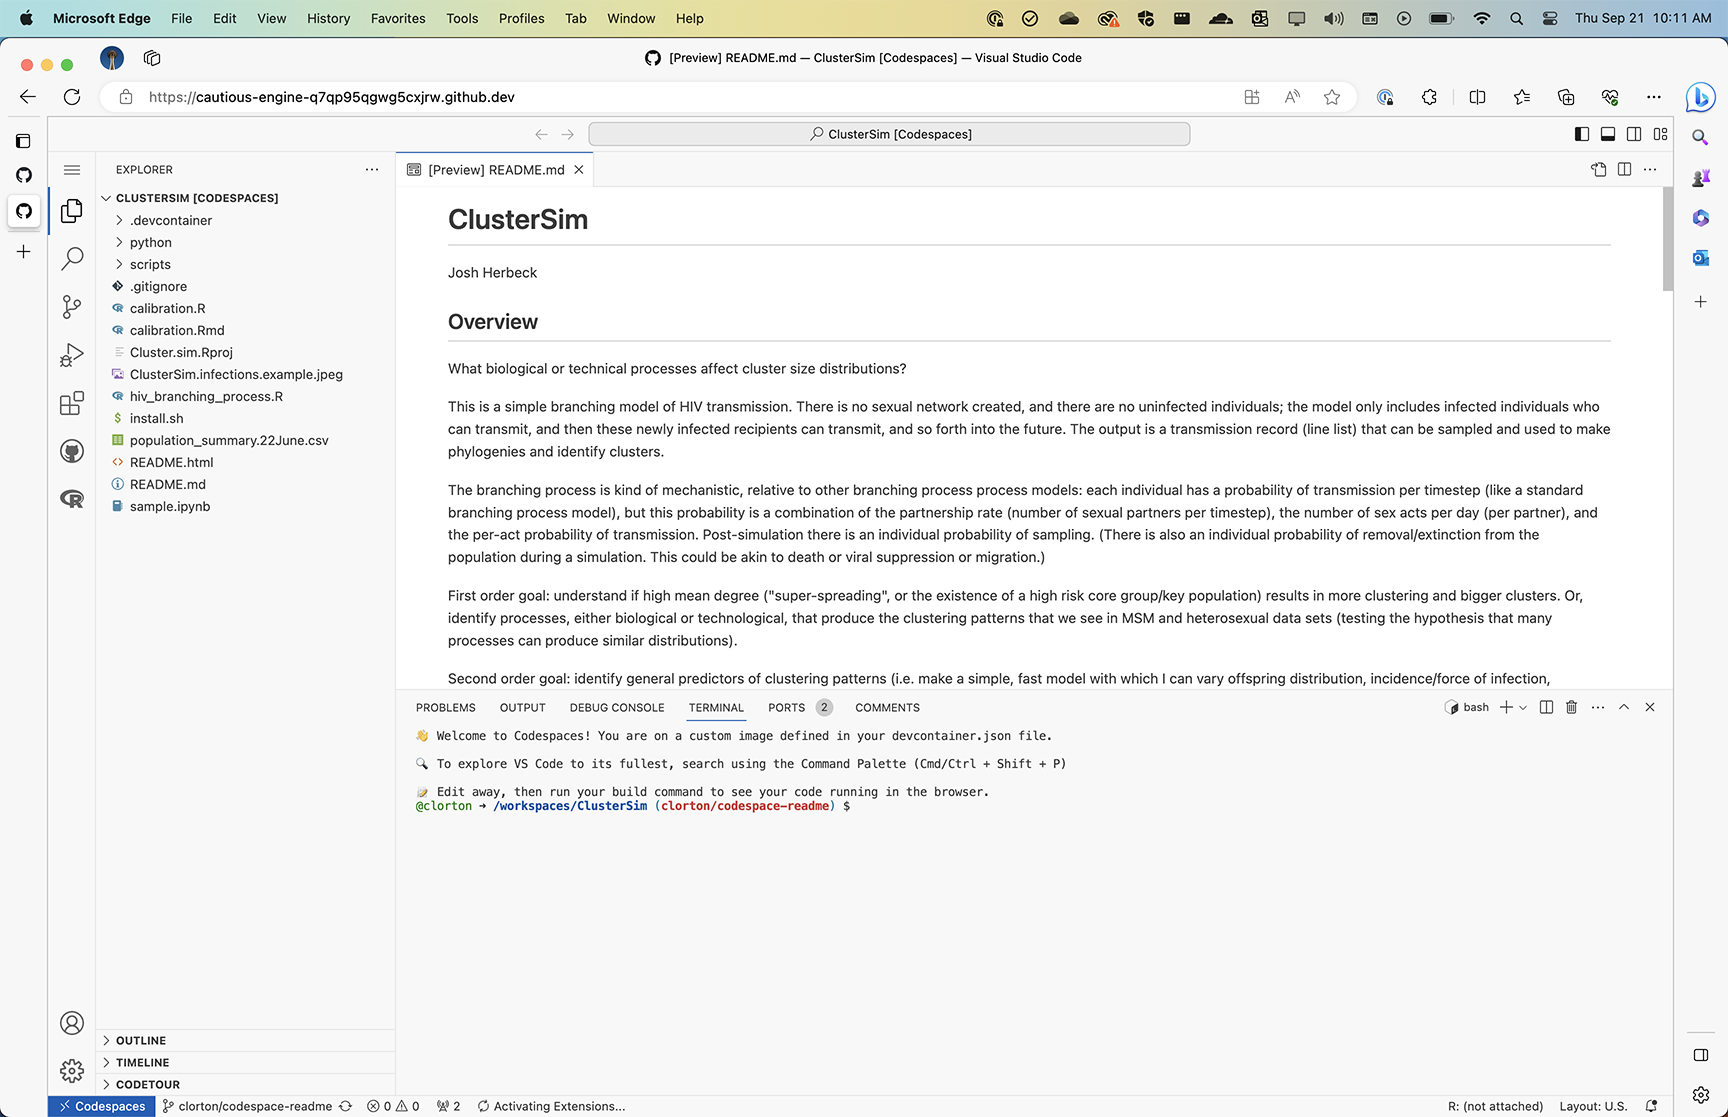 Microsoft Edge File Edit View History Favorites Tools Profiles Tab Window Help Thu Sep 21 10:11 AM
[Preview] README.md — ClusterSim [Codespaces] — Visual Studio Code
https://cautious-engine-q7qp95qgwg5cxjrw.github.dev
ClusterSim [Codespaces]
EXPLORER
[Preview] README.md
CLUSTERSIM [CODESPACES]
.devcontainer
python
scripts
.gitignore
calibration.R
calibration.Rmd
Cluster.sim.Rproj
ClusterSim.infections.example.jpeg
hiv_branching_process.R
install.sh
population_summary.22June.csv
README.html
README.md
sample.ipynb
ClusterSim
Josh Herbeck
Overview
What biological or technical processes affect cluster size distributions?
This is a simple branching model of HIV transmission. There is no sexual network created, and there are no uninfected individuals; the model only includes infected individuals who
can transmit, and then these newly infected recipients can transmit, and so forth into the future. The output is a transmission record (line list) that can be sampled and used to make
phylogenies and identify clusters.
The branching process is kind of mechanistic, relative to other branching process process models: each individual has a probability of transmission per timestep (like a standard
branching process model), but this probability is a combination of the partnership rate (number of sexual partners per timestep), the number of sex acts per day (per partner), and
the per-act probability of transmission. Post-simulation there is an individual probability of sampling. (There is also an individual probability of removal/extinction from the
population during a simulation. This could be akin to death or viral suppression or migration.)
First order goal: understand if high mean degree ("super-spreading", or the existence of a high risk core group/key population) results in more clustering and bigger clusters. Or,
identify processes, either biological or technological, that produce the clustering patterns that we see in MSM and heterosexual data sets (testing the hypothesis that many
processes can produce similar distributions).
Second order goal: identify general predictors of clustering patterns (i.e. make a simple, fast model with which I can vary offspring distribution, incidence/force of infection,
PROBLEMS OUTPUT DEBUG CONSOLE TERMINAL PORTS 2 COMMENTS bash
Welcome to Codespaces! You are on a custom image defined in your devcontainer.json file.
To explore VS Code to its fullest, search using the Command Palette (Cmd/Ctrl + Shift + P)
Edit away, then run your build command to see your code running in the browser.
@clorton → /workspaces/ClusterSim (clorton/codespace-readme) $
OUTLINE
TIMELINE
CODETOUR
Codespaces clorton/codespace-readme 0 0 2 Activating Extensions... R: (not attached) Layout: U.S.